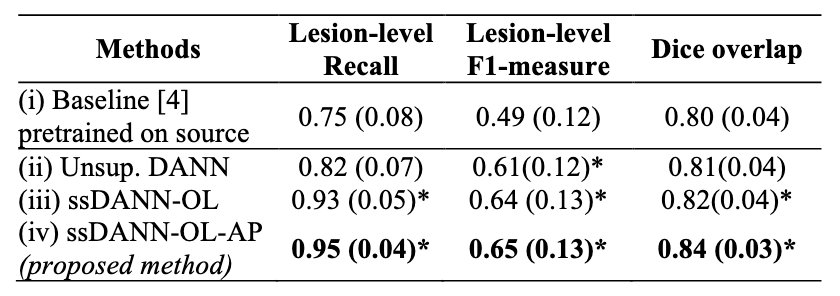 Methods Lesion-level Recall Lesion-level F1-measure Dice overlap
(i) Baseline [4] pretrained on source 0.75 (0.08) 0.49 (0.12) 0.80 (0.04)
(ii) Unsup. DANN 0.82 (0.07) 0.61(0.12)* 0.81(0.04)
(iii) ssDANN-OL 0.93 (0.05)* 0.64 (0.13)* 0.82(0.04)*
(iv) ssDANN-OL-AP (proposed method) 0.95 (0.04)* 0.65 (0.13)* 0.84 (0.03)*